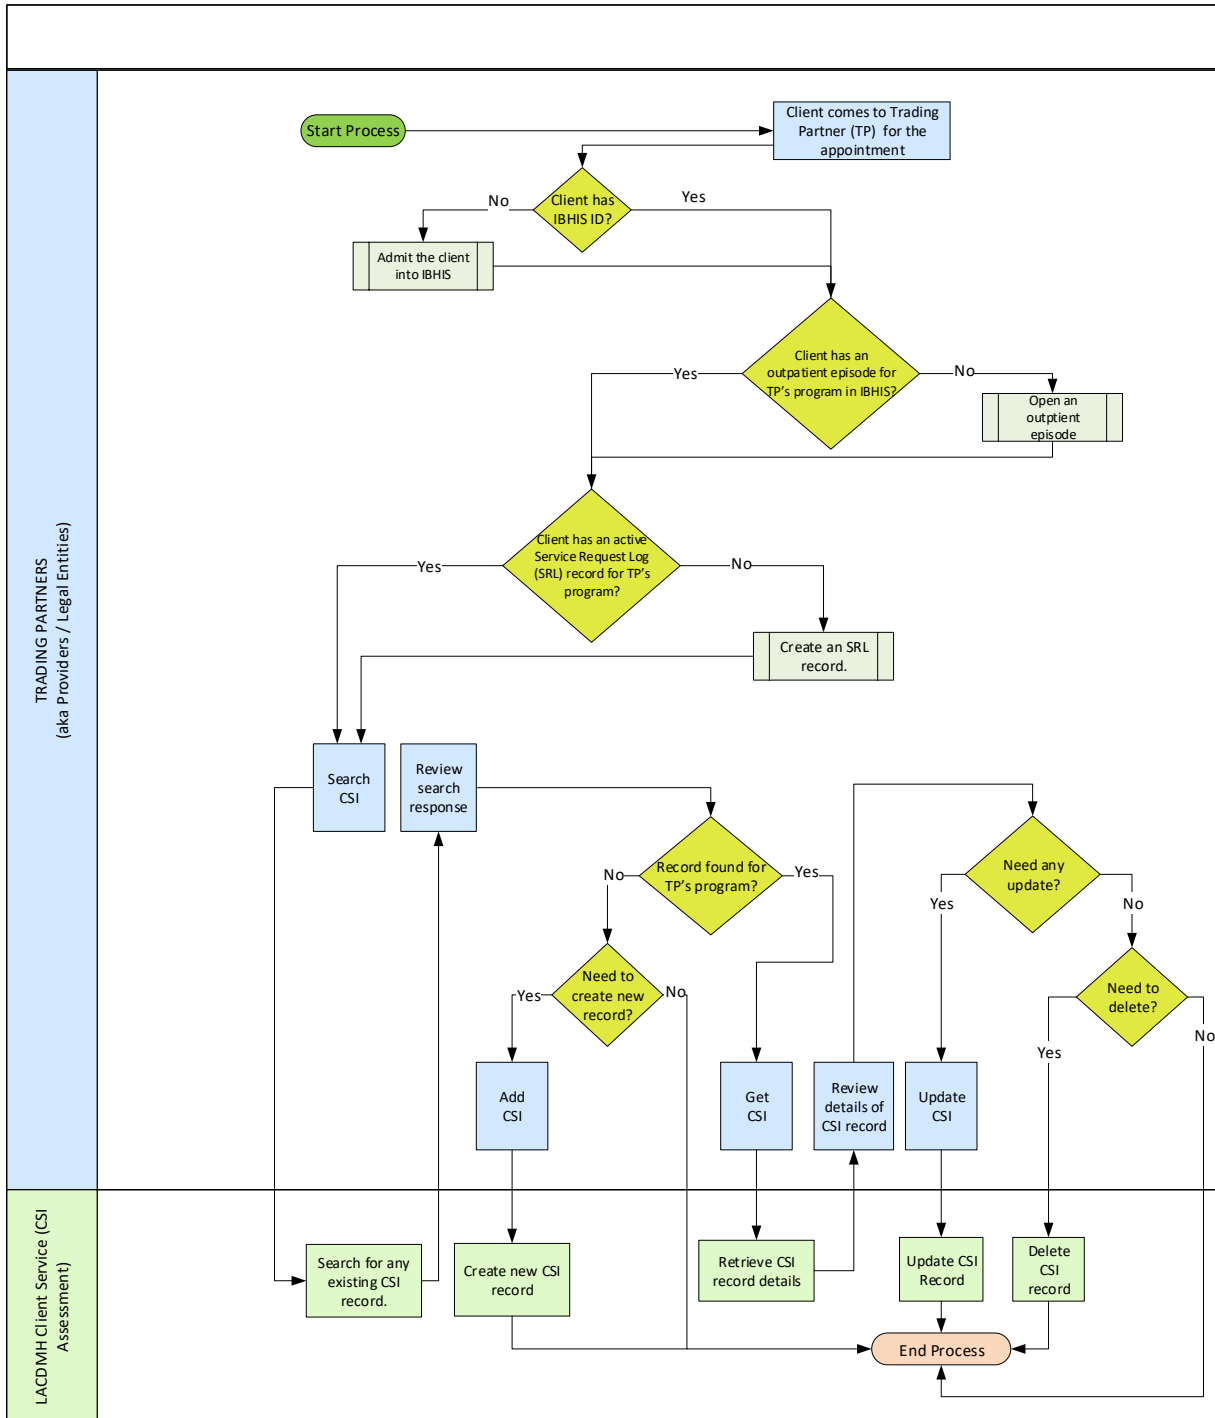 Start Process
Client comes to Trading
Partner (TP) for the
appointment
Client has
IBHIS ID?
No
Yes
Admit the client
into IBHIS
Client has an
outpatient episode for
TP's program in IBHIS?
Yes
No
Open an
outptient
episode
Client has an active
Service Request Log
(SRL) record for TP's
program?
Yes
No
Create an SRL
record.
Search
CSI
Review
search
response
Record found for
TP's program?
No
Yes
Need to
create new
record?
Yes
No
Need any
update?
Yes
No
Need to
delete?
Yes
No
Add
CSI
Get
CSI
Review
details of
CSI record
Update
CSI
TRADING PARTNERS
(aka Providers / Legal Entities)
Search for any
existing CSI
record.
Create new CSI
record
Retrieve CSI
record details
Update CSI
Record
Delete
CSI
record
End Process
LACDMH Client Service (CSI
Assessment)